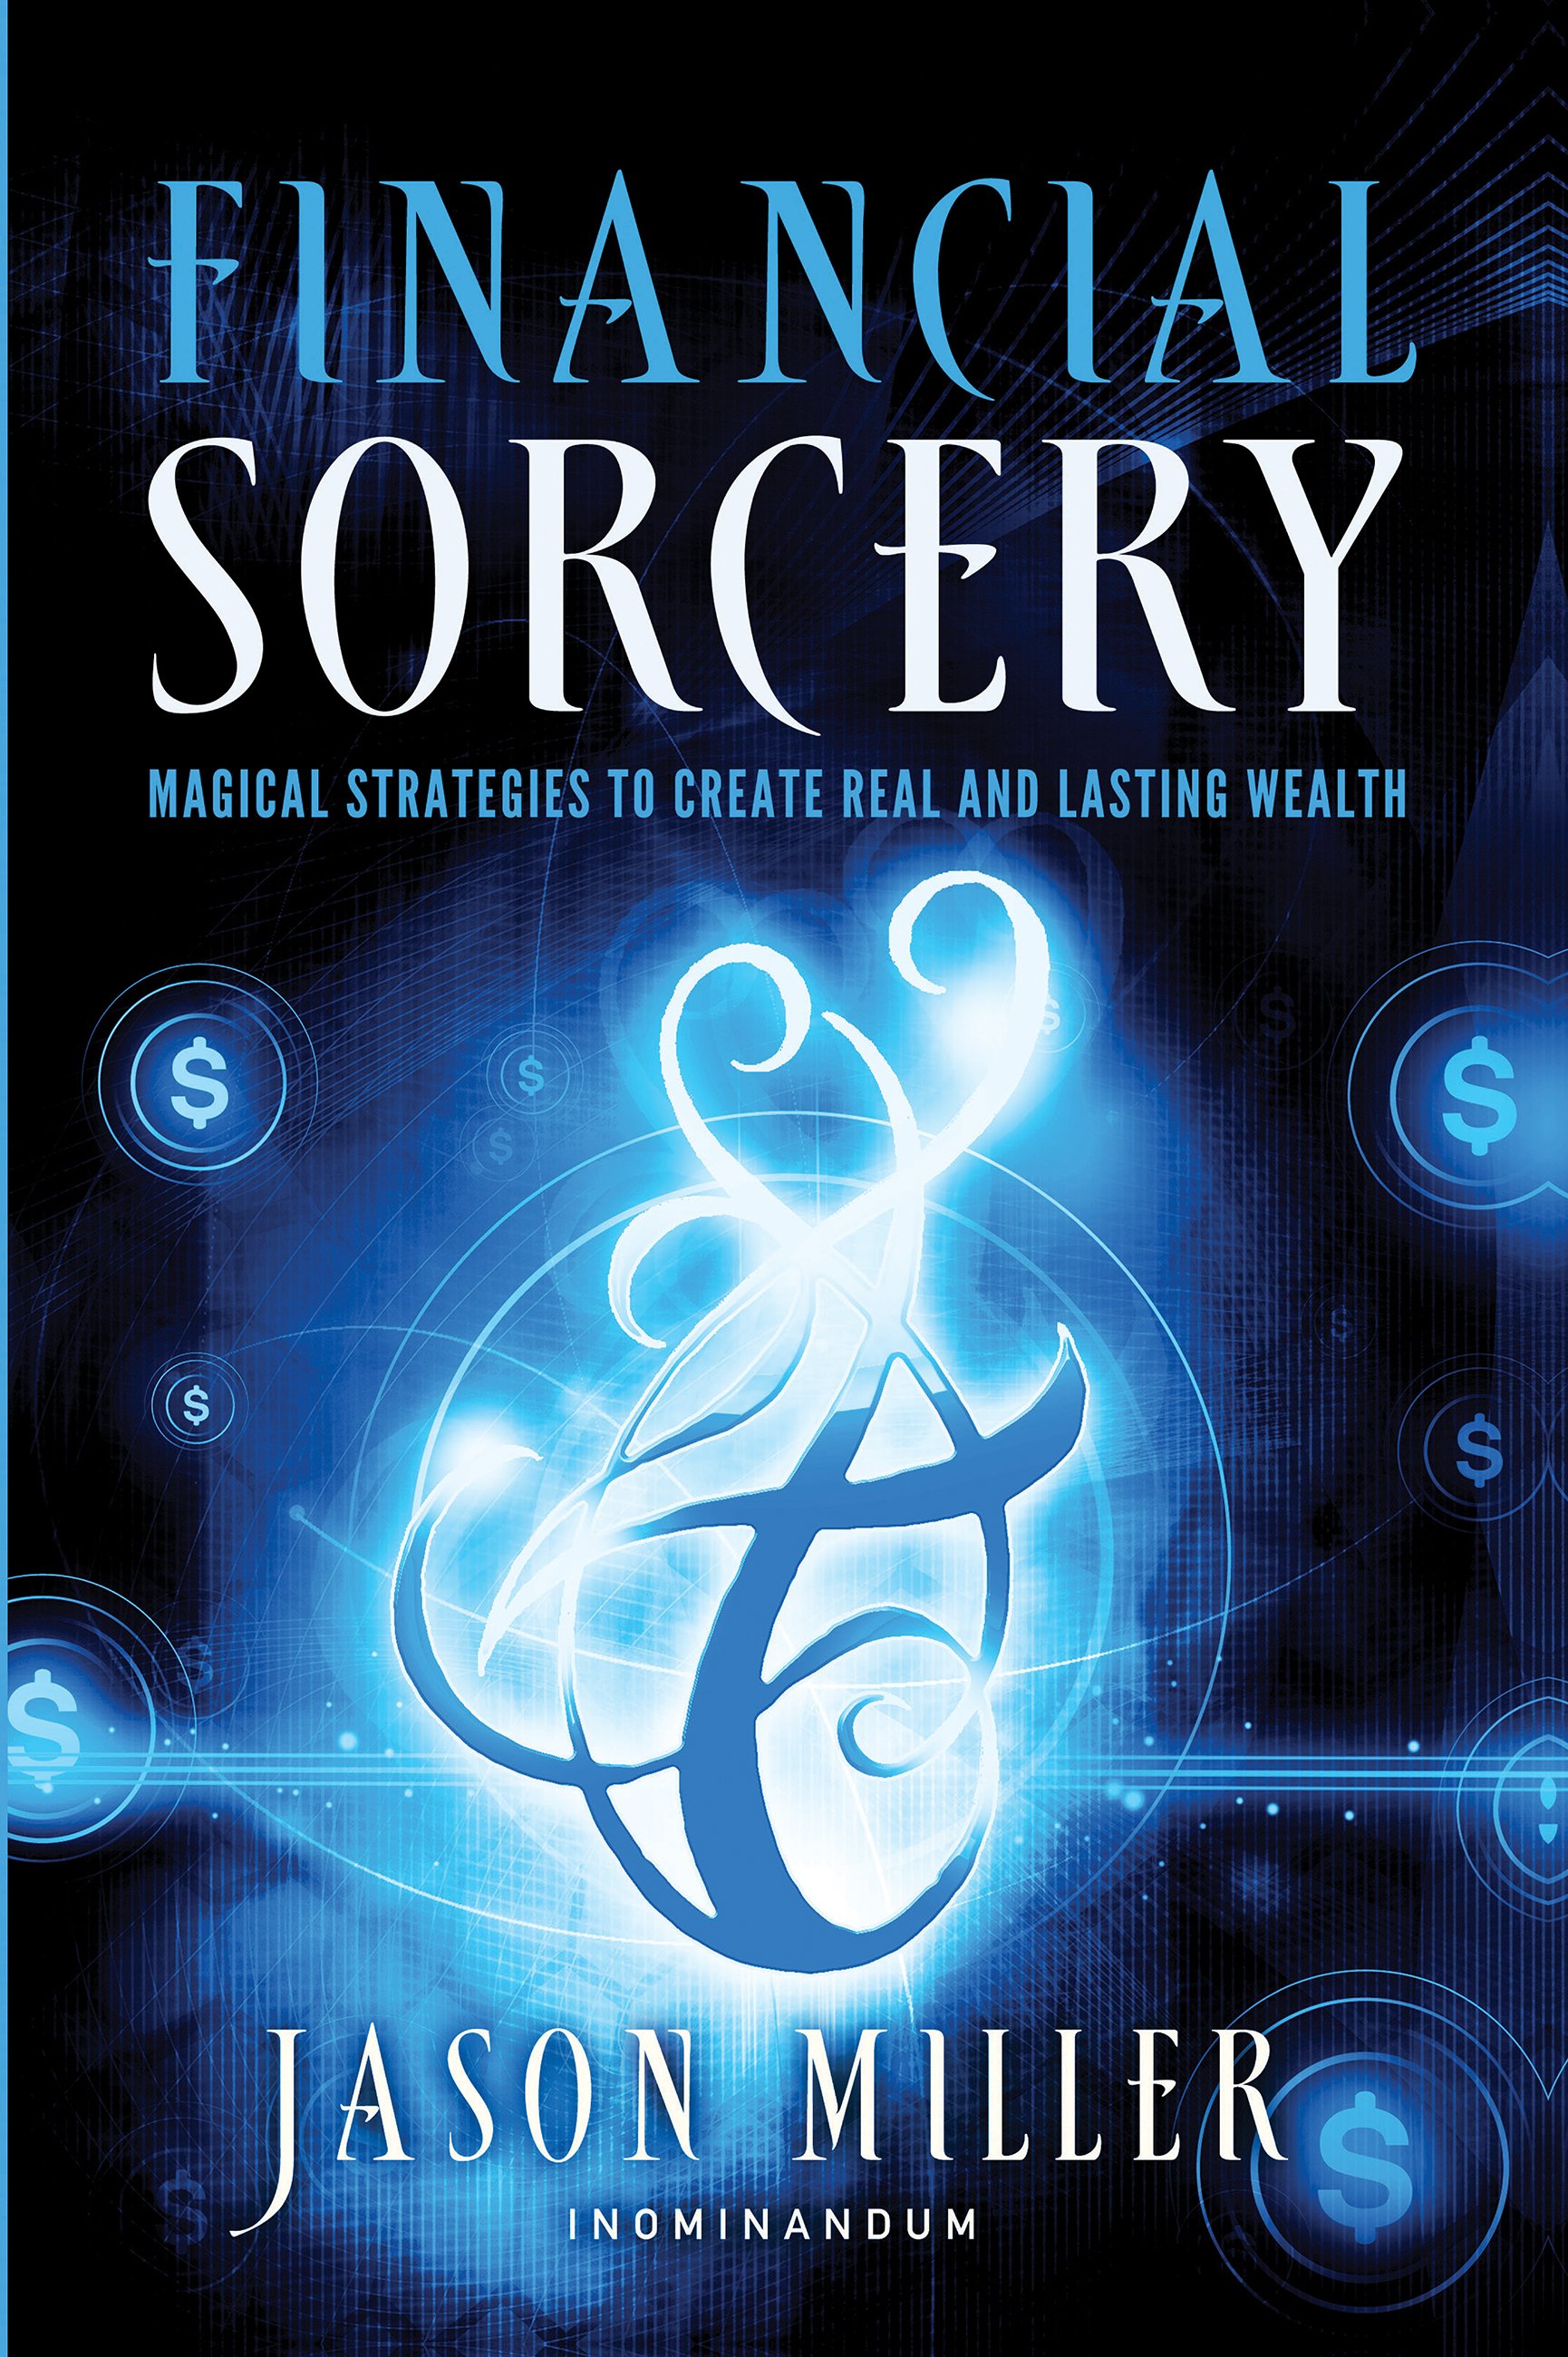 FINANCIAL
SORCERY
MAGICAL STRATEGIES TO CREATE REAL AND LASTING WEALTH
$
$
$
$
$
$
$
$
$
$
$
$
$
$
JASON MILLER
INOMINANDUM